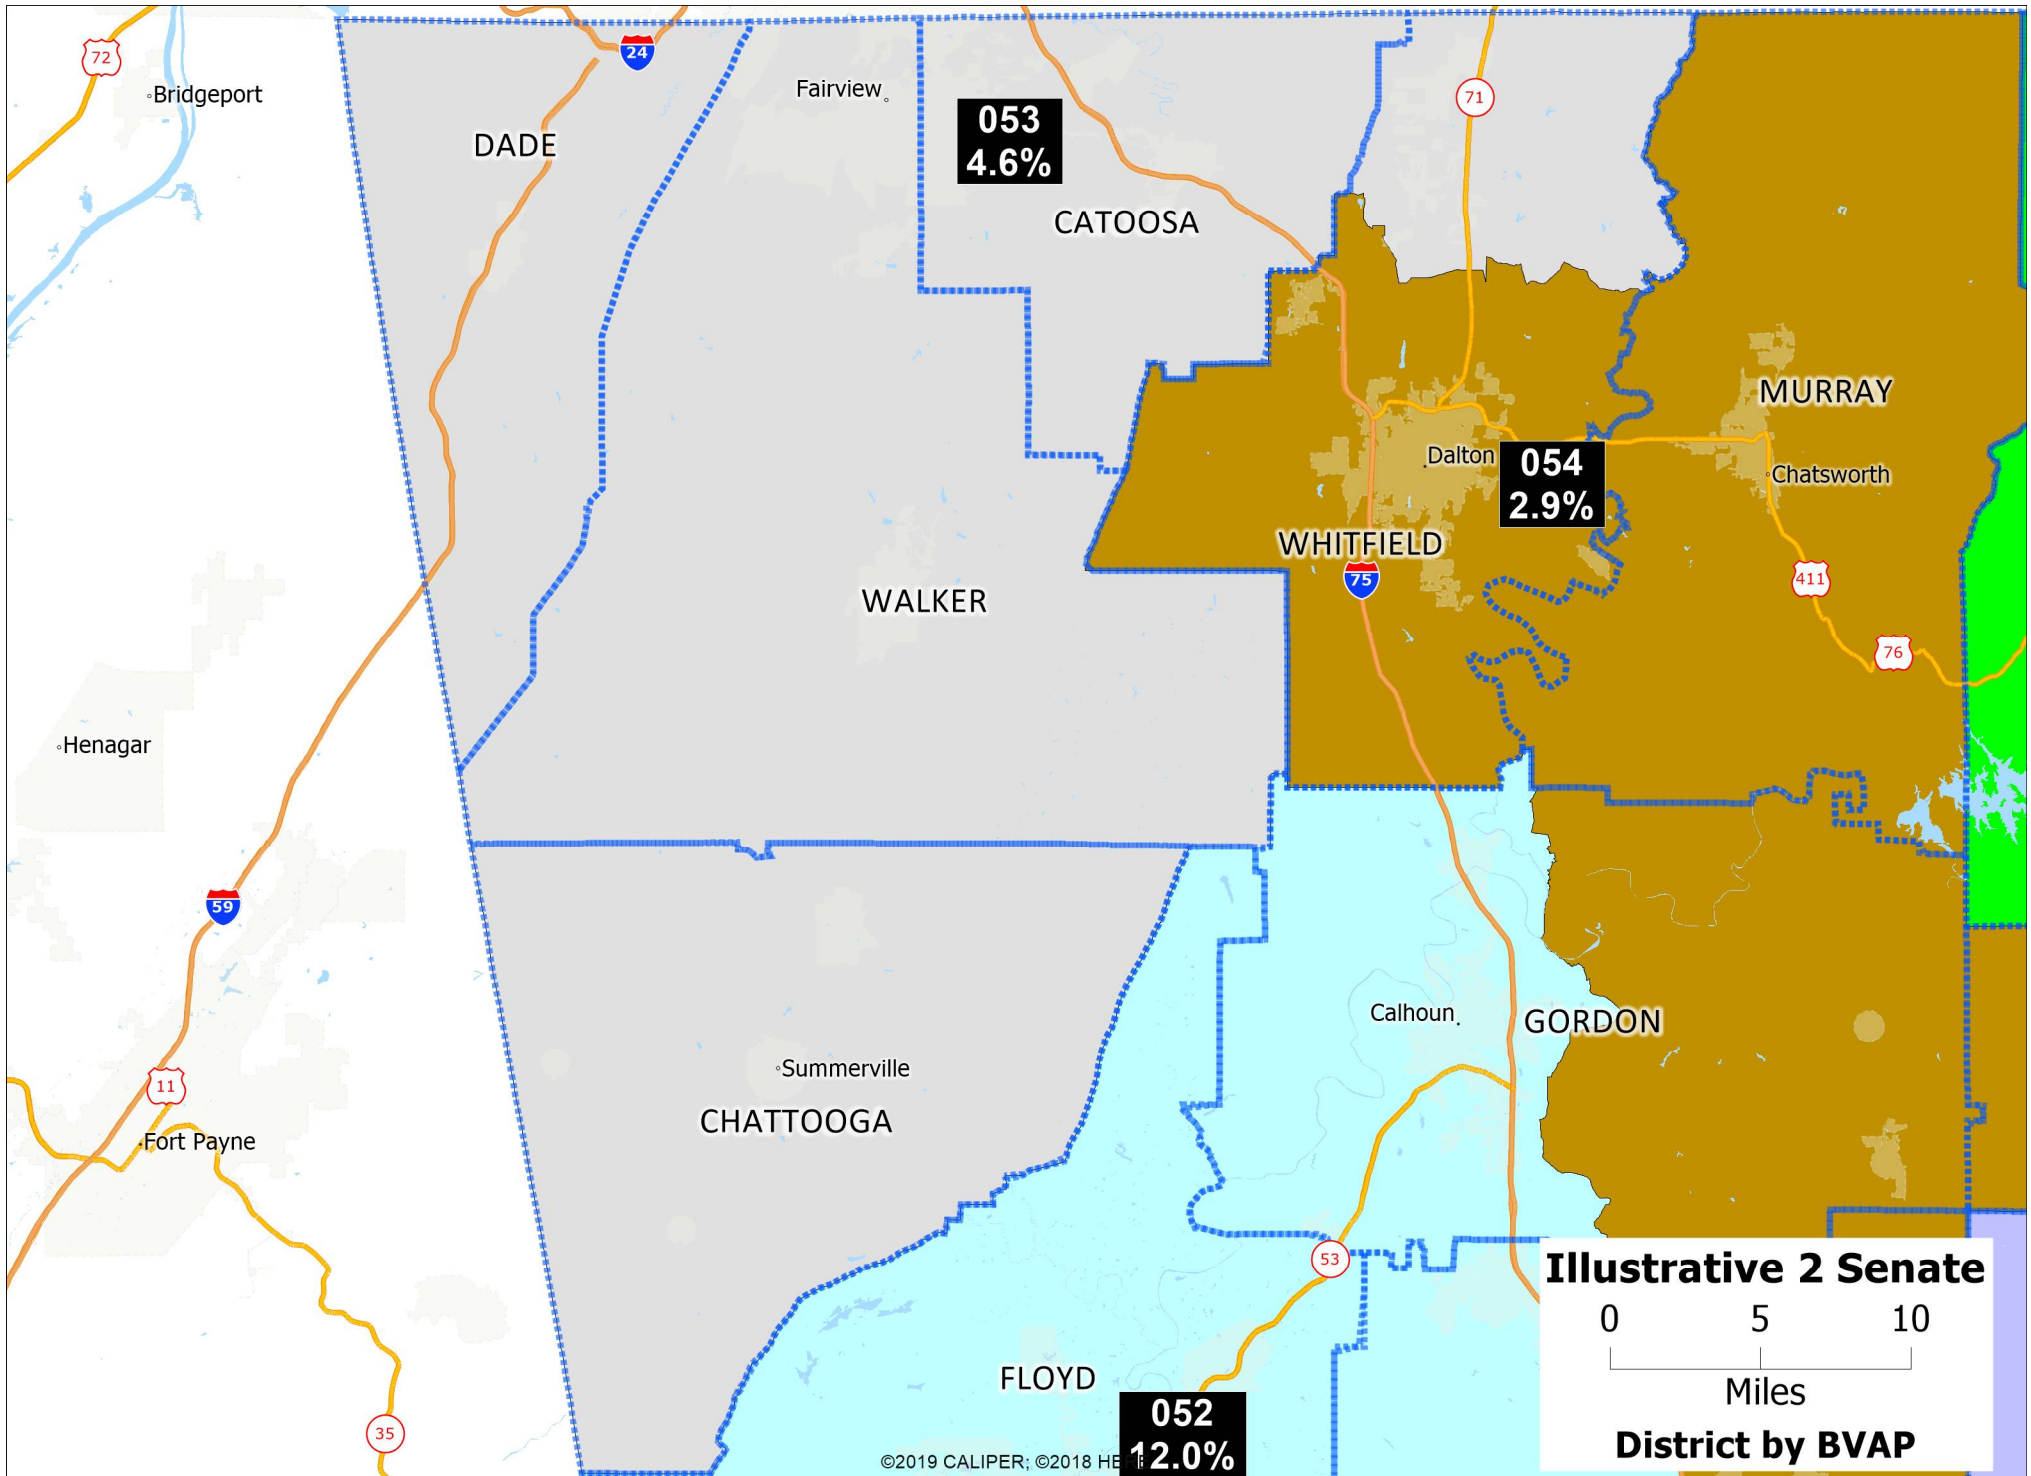 72
24
Bridgeport
Fairview
71
053
4.6%
DADE
CATOOSA
MURRAY
Dalton
054
2.9%
Chatsworth
WHITFIELD
75
411
WALKER
76
Henagar
59
Calhoun
GORDON
Summerville
11
CHATTOOGA
Fort Payne
53
Illustrative 2 Senate
0 5 10
Miles
District by BVAP
FLOYD
052
12.0%
35
©2019 CALIPER; ©2018 HERE